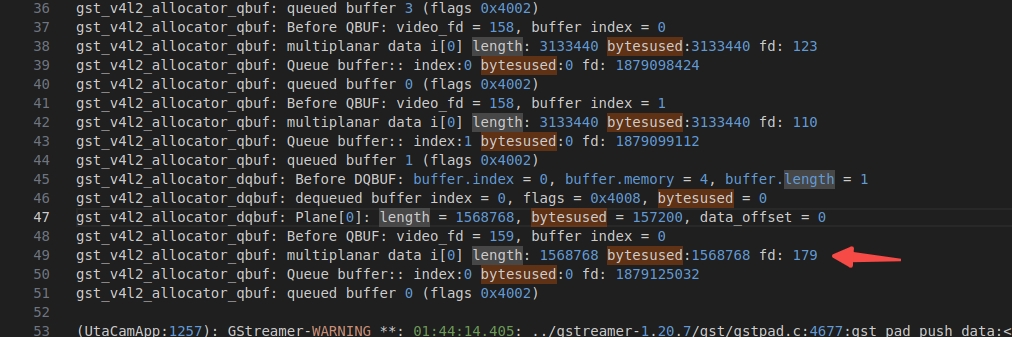 36 gst_v4l2_allocator_qbuf: queued buffer 3 (flags 0x4002)
37 gst_v4l2_allocator_qbuf: Before QBUF: video_fd = 158, buffer index = 0
38 gst_v4l2_allocator_qbuf: multiplanar data i[0] length: 3133440 bytesused:3133440 fd: 123
39 gst_v4l2_allocator_qbuf: Queue buffer:: index:0 bytesused:0 fd: 1879098424
40 gst_v4l2_allocator_qbuf: queued buffer 0 (flags 0x4002)
41 gst_v4l2_allocator_qbuf: Before QBUF: video_fd = 158, buffer index = 1
42 gst_v4l2_allocator_qbuf: multiplanar data i[0] length: 3133440 bytesused:3133440 fd: 110
43 gst_v4l2_allocator_qbuf: Queue buffer:: index:1 bytesused:0 fd: 1879099112
44 gst_v4l2_allocator_qbuf: queued buffer 1 (flags 0x4002)
45 gst_v4l2_allocator_dqbuf: Before DQBUF: buffer.index = 0, buffer.memory = 4, buffer.length = 1
46 gst_v4l2_allocator_dqbuf: dequeued buffer index = 0, flags = 0x4008, bytesused = 0
47 gst_v4l2_allocator_dqbuf: Plane[0]: length = 1568768, bytesused = 157200, data_offset = 0
48 gst_v4l2_allocator_qbuf: Before QBUF: video_fd = 159, buffer index = 0
49 gst_v4l2_allocator_qbuf: multiplanar data i[0] length: 1568768 bytesused:1568768 fd: 179
50 gst_v4l2_allocator_qbuf: Queue buffer:: index:0 bytesused:0 fd: 1879125032
51 gst_v4l2_allocator_qbuf: queued buffer 0 (flags 0x4002)
52
53 (UtaCamApp:1257): GStreamer-WARNING **: 01:44:14.405: ../gstreamer-1.20.7/gst/gstpad.c:4677:gst_pad_push_data:<